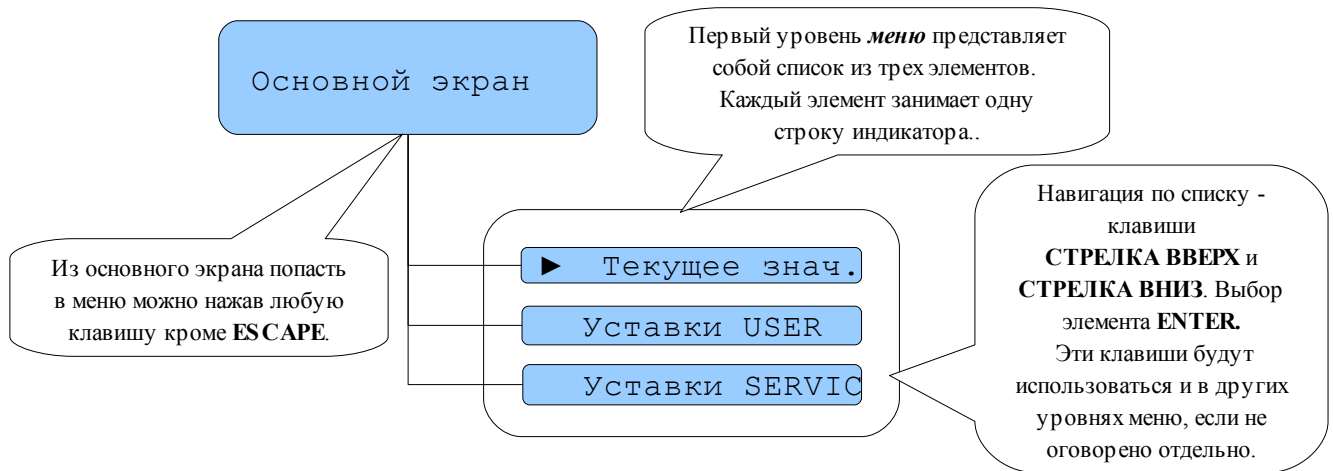 Основной экран
Первый уровень меню представляет
собой список из трех элементов.
Каждый элемент занимает одну
строку индикатора..
Из основного экрана попасть
в меню можно нажав любую
клавишу кроме ESCAPE.
► Текущее знач.
Уставки USER
Уставки SERVIC
Навигация по списку -
клавиши
СТРЕЛКА ВВЕРХ и
СТРЕЛКА ВНИЗ. Выбор
элемента ENTER.
Эти клавиши будут
использоваться и в других
уровнях меню, если не
оговорено отдельно.